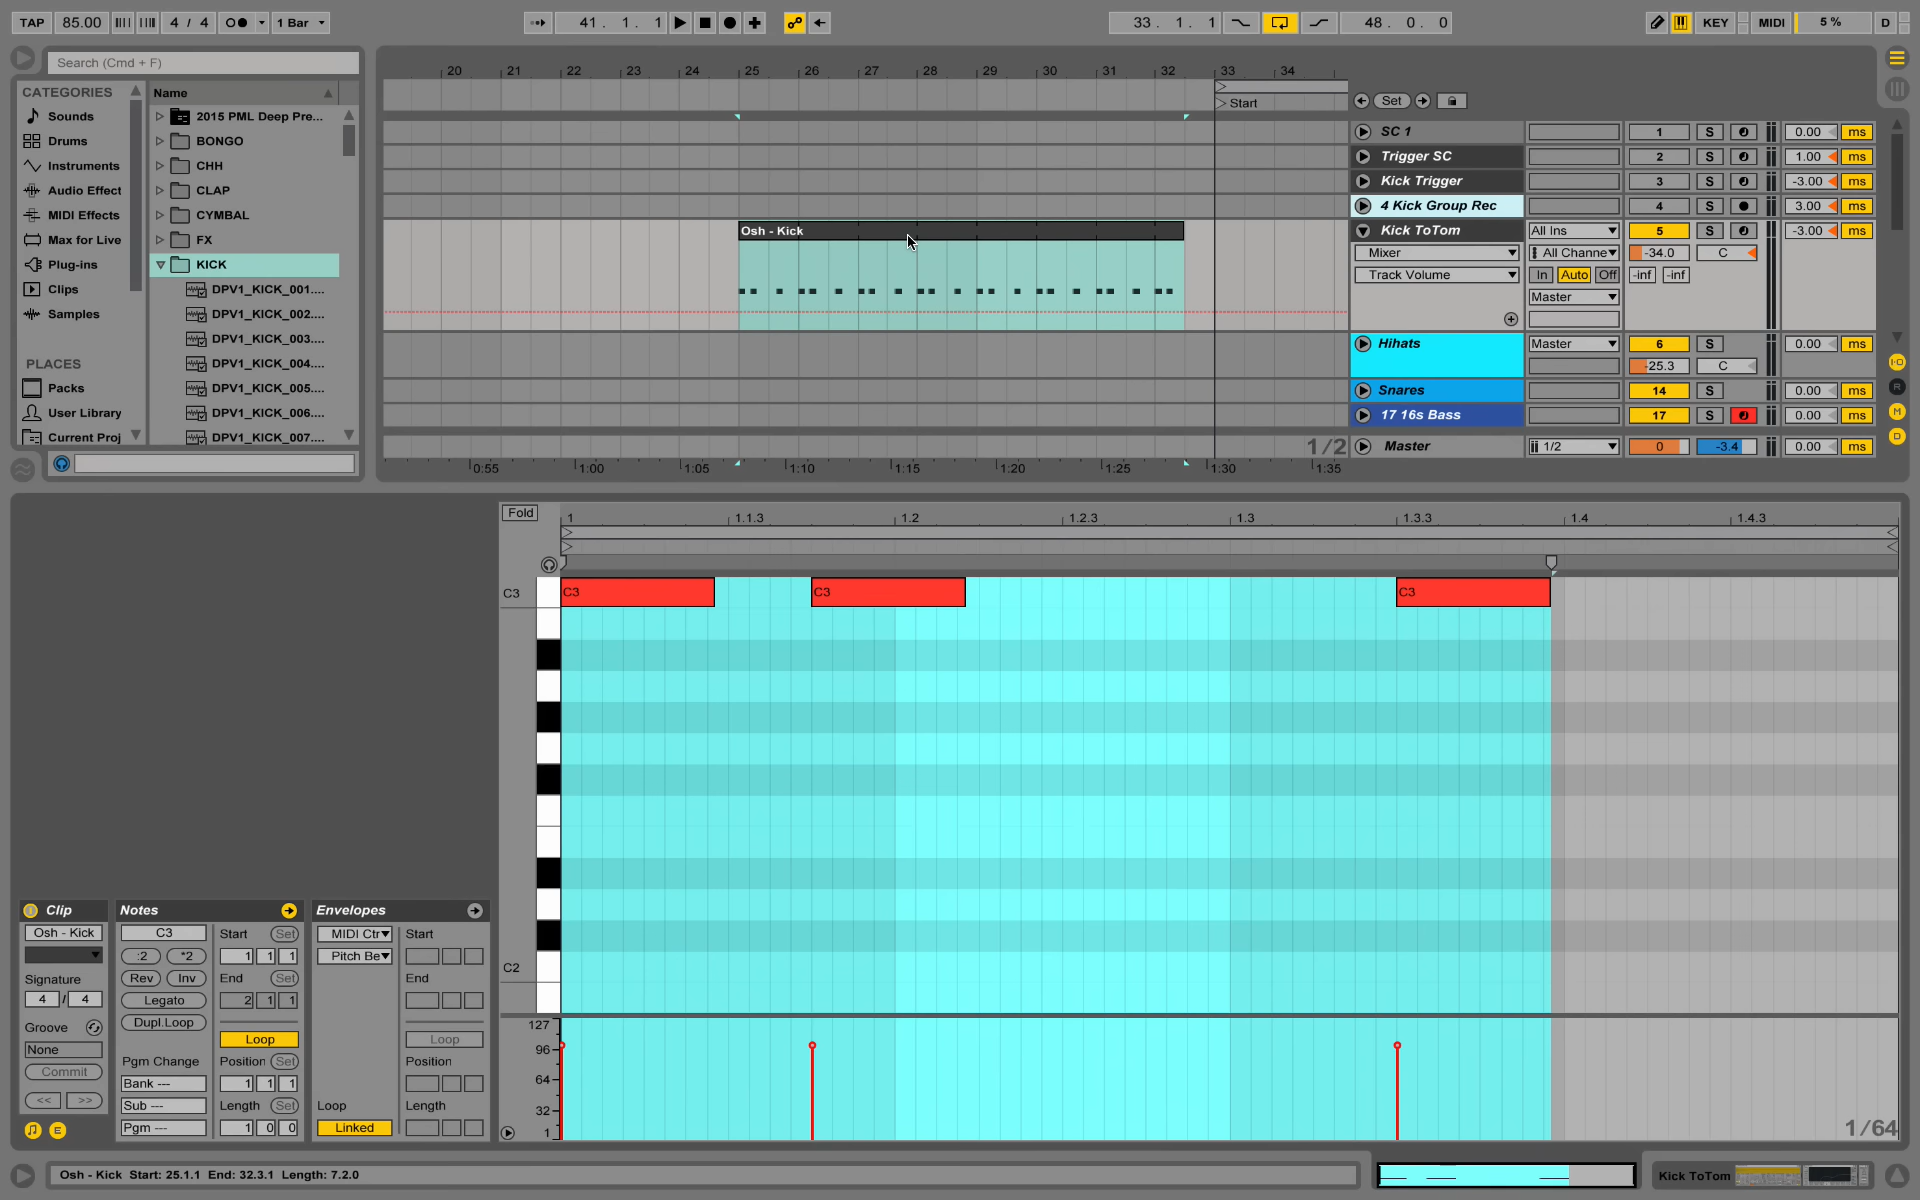 TAP 85.00 4 / 4 1 Bar 41. 1. 1 33. 1. 1 48. 0. 0 KEY MIDI 5 % D
Search (Cmd + F)
CATEGORIES
Sounds
Drums
Instruments
Audio Effect
MIDI Effects
Max for Live
Plug-ins
Clips
Samples
PLACES
Packs
User Library
Current Proj
Name
2015 PML Deep Pre...
BONGO
CHH
CLAP
CYMBAL
FX
KICK
DPV1_KICK_001....
DPV1_KICK_002....
DPV1_KICK_003....
DPV1_KICK_004....
DPV1_KICK_005....
DPV1_KICK_006....
DPV1_KICK_007....
20 21 22 23 24 25 26 27 28 29 30 31 32 33 34
Start
Set
Osh - Kick
1/2
0:55 1:00 1:05 1:10 1:15 1:20 1:25 1:30 1:35
SC 1 1 S 0.00 ms
Trigger SC 2 S 1.00 ms
Kick Trigger 3 S -3.00 ms
4 Kick Group Rec 4 S 3.00 ms
Kick ToTom All Ins 5 S -3.00 ms
Mixer All Channe -34.0 C
Track Volume In Auto Off -inf -inf
Master
Hihats Master 6 S 0.00 ms
-25.3 C
Snares 14 S 0.00 ms
17 16s Bass 17 S 0.00 ms
Master 1/2 0 -3.4 0.00 ms
I·O
R
M
D
Fold 1 1.1.3 1.2 1.2.3 1.3 1.3.3 1.4 1.4.3
C3 C3 C3 C3
C2
127
96
64
32
1
1/64
Clip
Osh - Kick
Signature
4 / 4
Groove
None
Commit
<< >>
E
Notes
C3
:2 *2
Rev Inv
Legato
Dupl.Loop
Pgm Change
Bank ---
Sub ---
Pgm ---
Start Set
1 1 1
End Set
2 1 1
Loop
Position Set
1 1 1
Length Set
1 0 0
Envelopes
MIDI Ctr
Pitch Be
Loop
Linked
Start
End
Loop
Position
Length
Osh - Kick Start: 25.1.1 End: 32.3.1 Length: 7.2.0
Kick ToTom